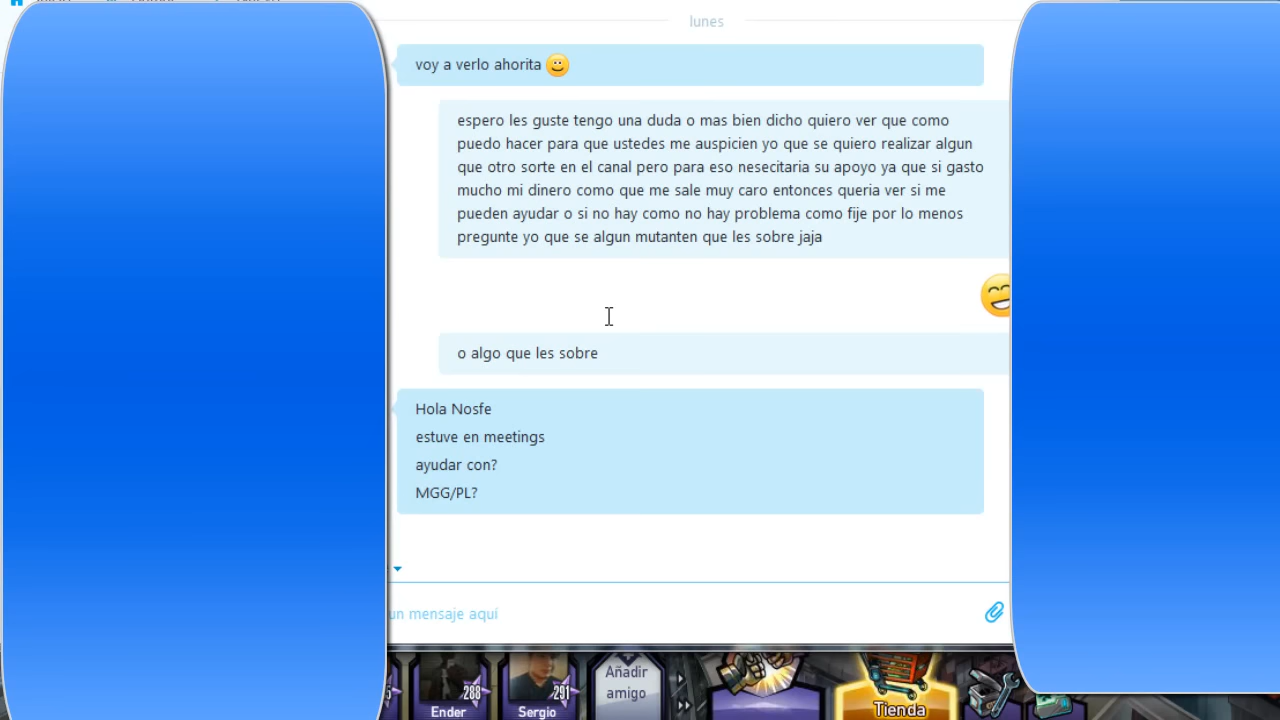 lunes
voy a verlo ahorita
espero les guste tengo una duda o mas bien dicho quiero ver que como
puedo hacer para que ustedes me auspicien yo que se quiero realizar algun
que otro sorte en el canal pero para eso nesecitaria su apoyo ya que si gasto
mucho mi dinero como que me sale muy caro entonces queria ver si me
pueden ayudar o si no hay como no hay problema como fije por lo menos
pregunte yo que se algun mutanten que les sobre jaja
o algo que les sobre
Hola Nosfe
estuve en meetings
ayudar con?
MGG/PL?
un mensaje aquí
288
Ender
291
Sergio
Añadir
amigo
Tienda